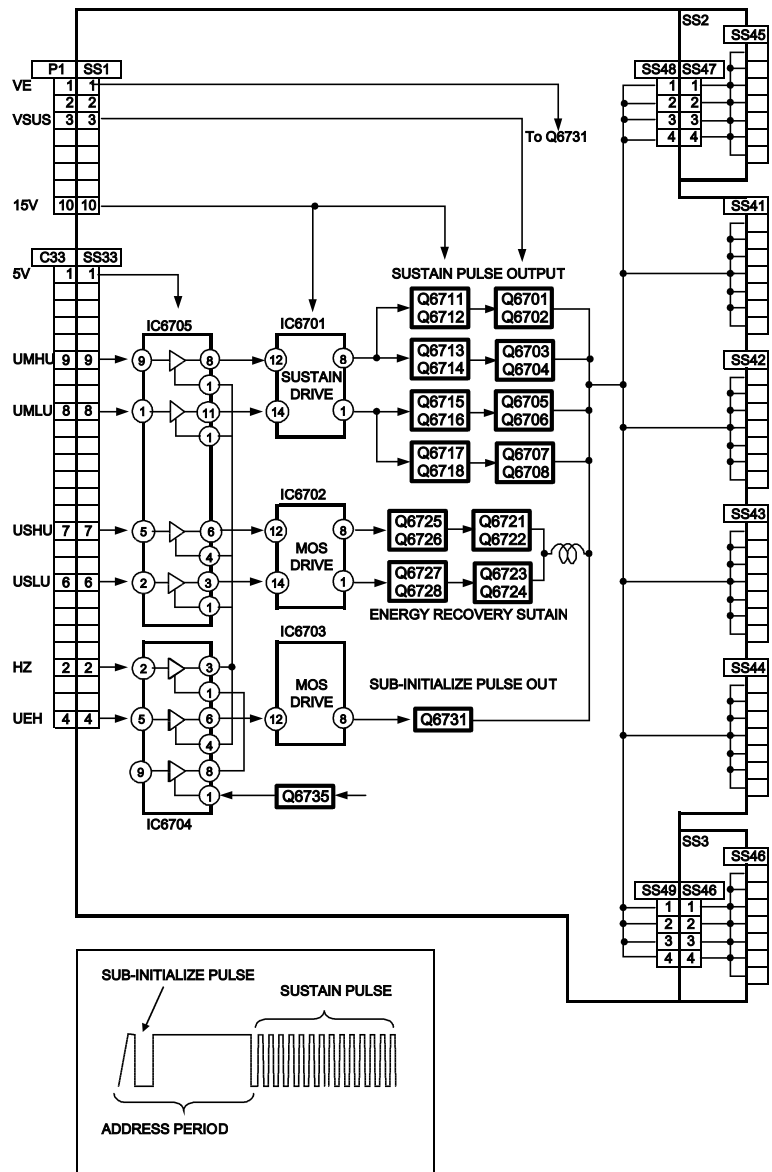 SS2
SS45
P1 SS1
SS48 SS47
VE 1 1
2 2
VSUS 3 3
1 1
2 2
3 3
4 4
To Q6731
15V 10 10
SS41
C33 SS33
5V 1 1
SUSTAIN PULSE OUTPUT
IC6705
IC6701
Q6711
Q6712
Q6701
Q6702
UMHU 9 9
9 8
1
12 8
SUSTAIN
DRIVE
Q6713
Q6714
Q6703
Q6704
SS42
UMLU 8 8
1 11
1
14 1
Q6715
Q6716
Q6705
Q6706
Q6717
Q6718
Q6707
Q6708
IC6702
SS43
USHU 7 7
5 6
4
12 8
MOS
DRIVE
Q6725
Q6726
Q6721
Q6722
USLU 6 6
2 3
1
14 1
Q6727
Q6728
Q6723
Q6724
ENERGY RECOVERY SUTAIN
IC6703
HZ 2 2
2 3
1
MOS
DRIVE
SUB-INITIALIZE PULSE OUT
SS44
UEH 4 4
5 6
4
12 8
Q6731
9 8
1
Q6735
IC6704
SS3
SS46
SS49 SS46
1 1
2 2
3 3
4 4
SUB-INITIALIZE PULSE
SUSTAIN PULSE
ADDRESS PERIOD